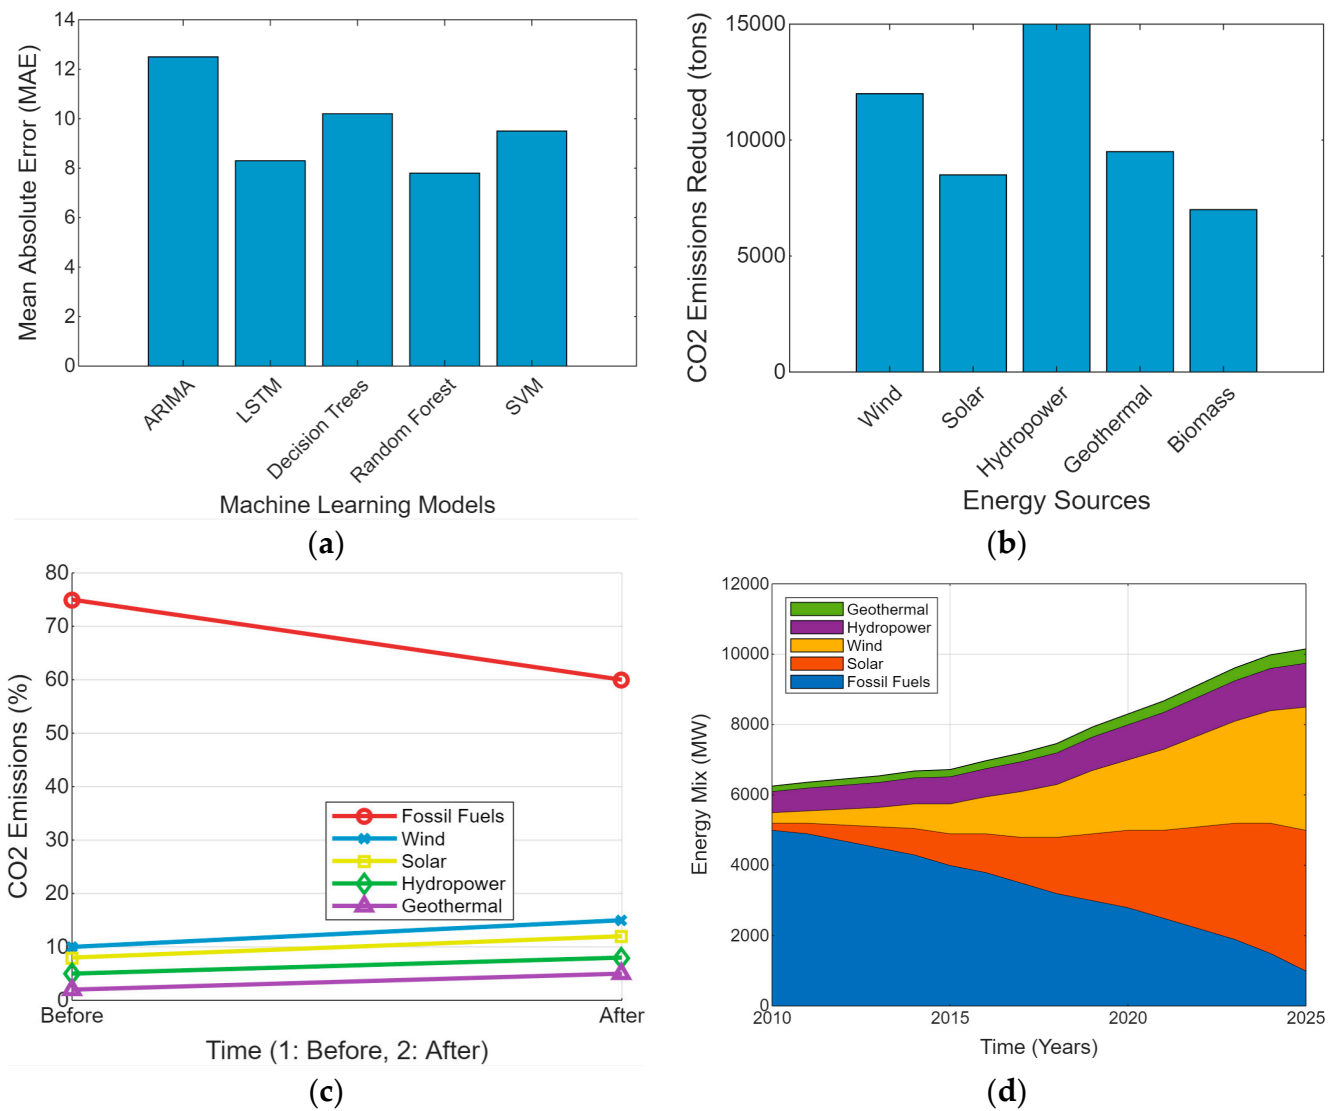 Mean Absolute Error (MAE)
14
12
10
8
6
4
2
0
ARIMA
LSTM
Decision Trees
Random Forest
SVM
Machine Learning Models
(a)
CO2 Emissions Reduced (tons)
15000
10000
5000
0
Wind
Solar
Hydropower
Geothermal
Biomass
Energy Sources
(b)
CO2 Emissions (%)
80
70
60
50
40
30
20
10
0
Fossil Fuels
Wind
Solar
Hydropower
Geothermal
Before
After
Time (1: Before, 2: After)
(c)
Energy Mix (MW)
12000
10000
8000
6000
4000
2000
0
Geothermal
Hydropower
Wind
Solar
Fossil Fuels
2010
2015
2020
2025
Time (Years)
(d)